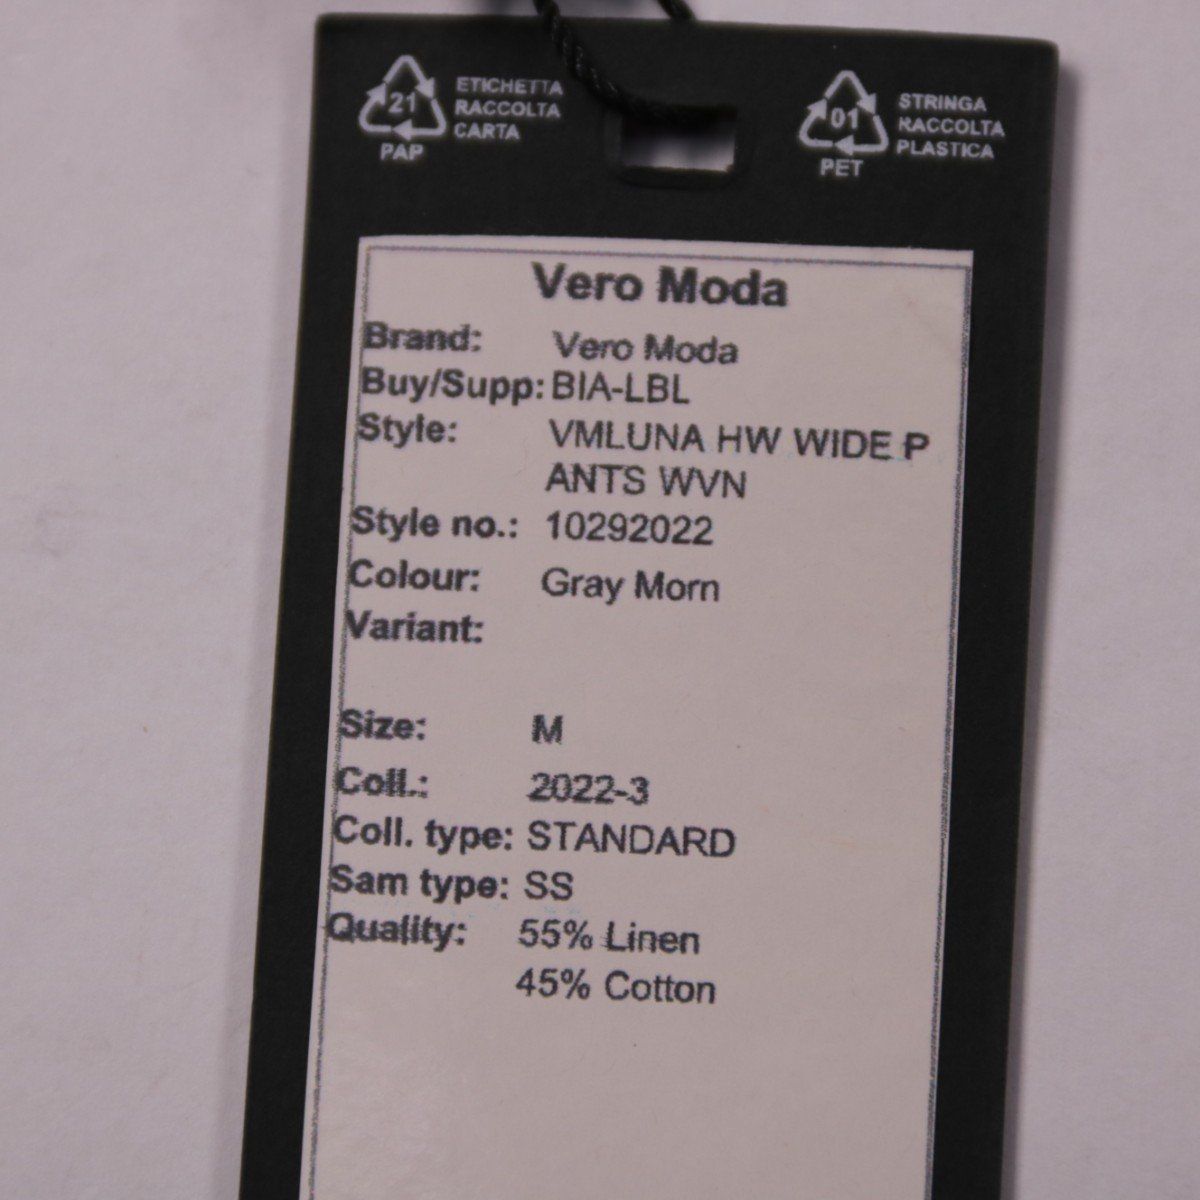 21
PAP
ETICHETTA
RACCOLTA
CARTA
01
PET
STRINGA
RACCOLTA
PLASTICA
Vero Moda
Brand: Vero Moda
Buy/Supp: BIA-LBL
Style: VMLUNA HW WIDE P
ANTS WVN
Style no.: 10292022
Colour: Gray Morn
Variant:
Size: M
Coll.: 2022-3
Coll. type: STANDARD
Sam type: SS
Quality: 55% Linen
45% Cotton